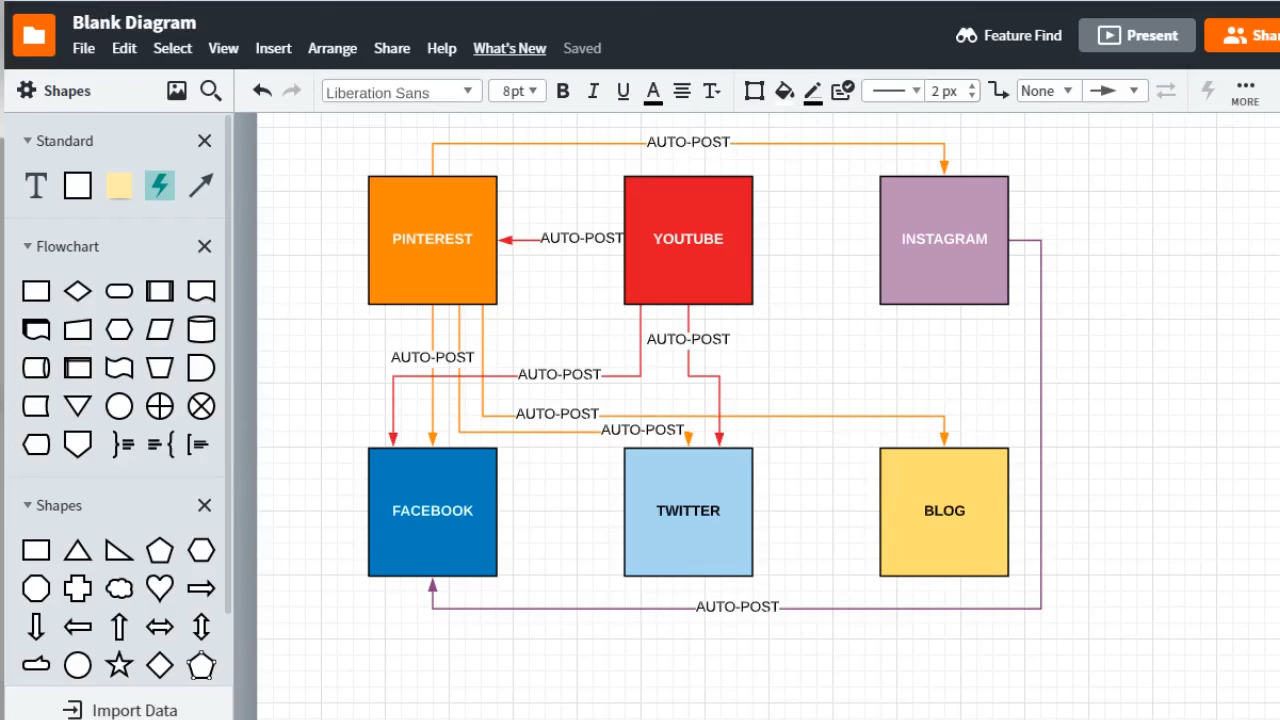 Blank Diagram
File Edit Select View Insert Arrange Share Help What's New Saved
Feature Find
Present
Shapes
Liberation Sans
8pt
B I U A T
2 px
None
MORE
Standard
T
Flowchart
Shapes
Import Data
AUTO-POST
PINTEREST
AUTO-POST
YOUTUBE
INSTAGRAM
AUTO-POST
AUTO-POST
AUTO-POST
AUTO-POST
AUTO-POST
FACEBOOK
TWITTER
BLOG
AUTO-POST